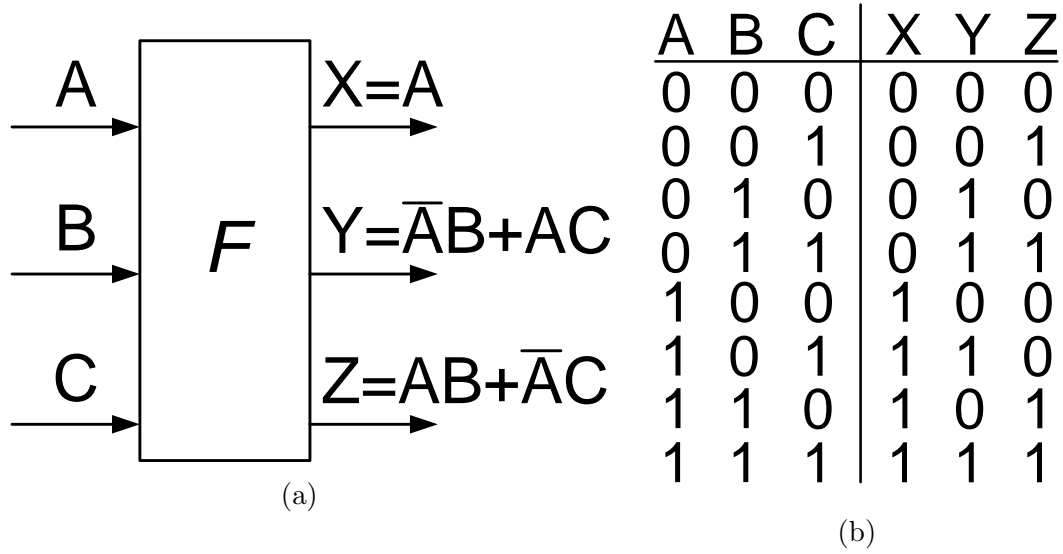 A
X=A
B
F
Y=A̅B+AC
C
Z=AB+A̅C
(a)
A B C X Y Z
0 0 0 0 0 0
0 0 1 0 0 1
0 1 0 0 1 0
0 1 1 0 1 1
1 0 0 1 0 0
1 0 1 1 1 0
1 1 0 1 0 1
1 1 1 1 1 1
(b)